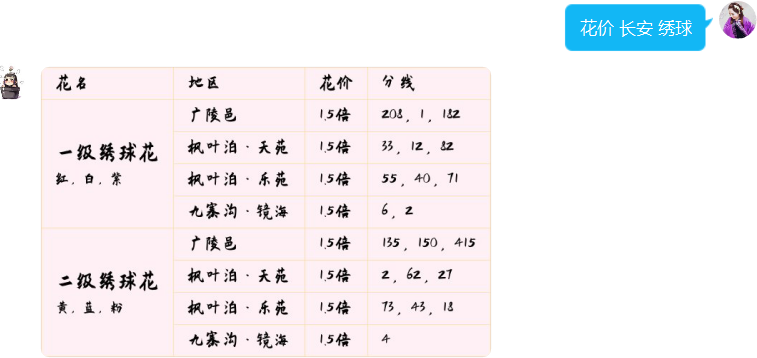 花价 长安 绣球
花名 地区 花价 分线
一级绣球花
红, 白, 紫
广陵邑 1.5倍 208, 1, 182
枫叶泊·天苑 1.5倍 33, 12, 82
枫叶泊·乐苑 1.5倍 55, 40, 71
九寨沟·镜海 1.5倍 6, 2
二级绣球花
黄, 蓝, 粉
广陵邑 1.5倍 135, 150, 415
枫叶泊·天苑 1.5倍 2, 62, 27
枫叶泊·乐苑 1.5倍 73, 43, 18
九寨沟·镜海 1.5倍 4